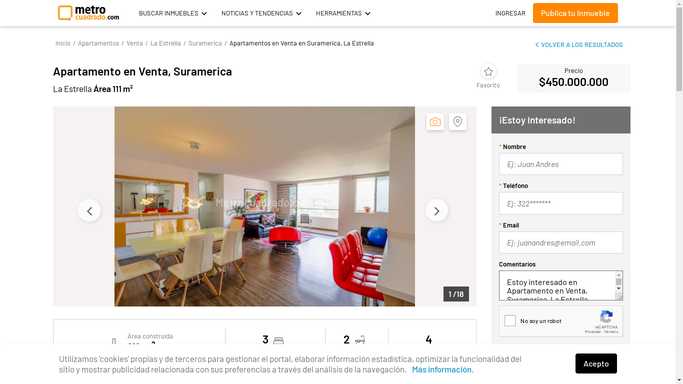 metro
cuadrado.com
BUSCAR INMUEBLES
NOTICIAS Y TENDENCIAS
HERRAMIENTAS
INGRESAR
Publica tu Inmueble
Inicio / Apartamentos / Venta / La Estrella / Suramerica / Apartamentos en Venta en Suramerica, La Estrella
VOLVER A LOS RESULTADOS
Apartamento en Venta, Suramerica
La Estrella Área 111 m²
Favorito
Precio
$450.000.000
1 /18
¡Estoy Interesado!
* Nombre
Ej: Juan Andres
* Teléfono
Ej: 322*******
* Email
Ej: juanandres@email.com
Comentarios
Estoy interesado en
Apartamento en Venta,
Suramerica, La Estrella
No soy un robot
reCAPTCHA
Privacidad - Términos
Área construida
3
2
4
Utilizamos 'cookies' propias y de terceros para gestionar el portal, elaborar información estadística, optimizar la funcionalidad del
sitio y mostrar publicidad relacionada con sus preferencias a través del análisis de la navegación. Más información.
Acepto